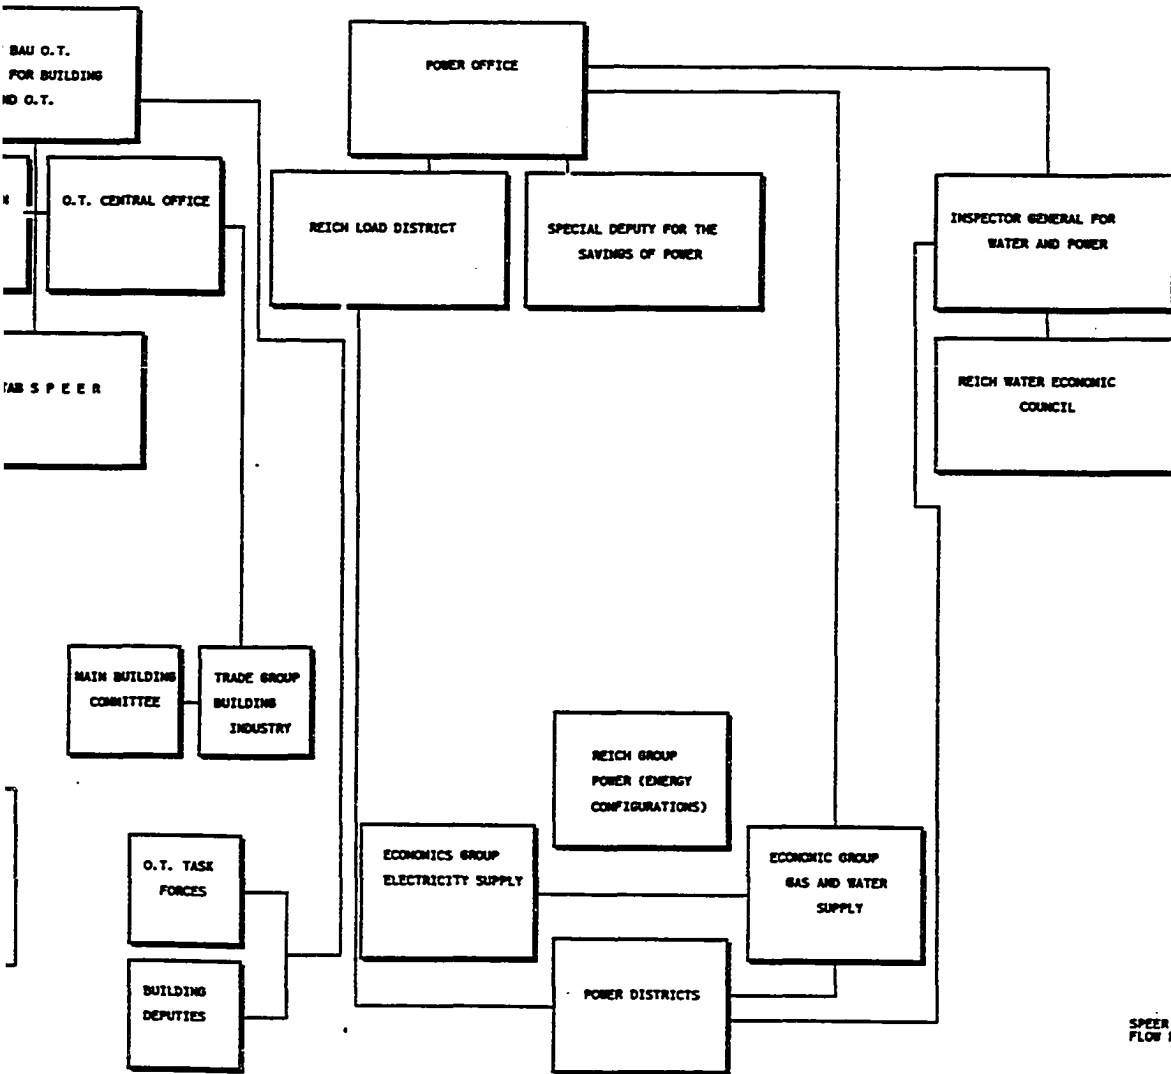 BAU O.T.
FOR BUILDING
ND O.T.
POWER OFFICE
O.T. CENTRAL OFFICE
REICH LOAD DISTRICT
SPECIAL DEPUTY FOR THE
SAVINGS OF POWER
INSPECTOR GENERAL FOR
WATER AND POWER
TAB S P E E R
REICH WATER ECONOMIC
COUNCIL
MAIN BUILDING
COMMITTEE
TRADE GROUP
BUILDING
INDUSTRY
REICH GROUP
POWER (ENERGY
CONFIGURATIONS)
O.T. TASK
FORCES
ECONOMICS GROUP
ELECTRICITY SUPPLY
ECONOMIC GROUP
GAS AND WATER
SUPPLY
BUILDING
DEPUTIES
POWER DISTRICTS
SPEER
FLOW